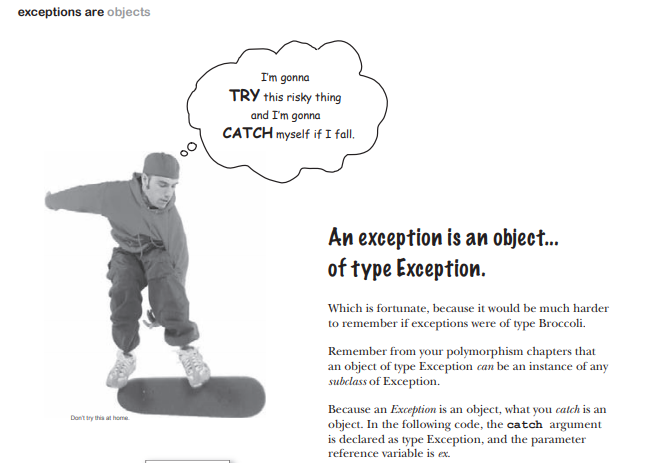 exceptions are objects
I'm gonna
TRY this risky thing
and I'm gonna
CATCH myself if I fall.
An exception is an object...
of type Exception.
Which is fortunate, because it would be much harder
to remember if exceptions were of type Broccoli.
Remember from your polymorphism chapters that
an object of type Exception can be an instance of any
subclass of Exception.
Because an Exception is an object, what you catch is an
object. In the following code, the catch argument
is declared as type Exception, and the parameter
reference variable is ex.
Don't try this at home.